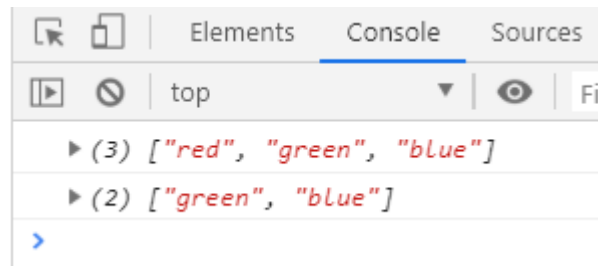 Elements Console Sources
top Fi
(3) ["red", "green", "blue"]
(2) ["green", "blue"]